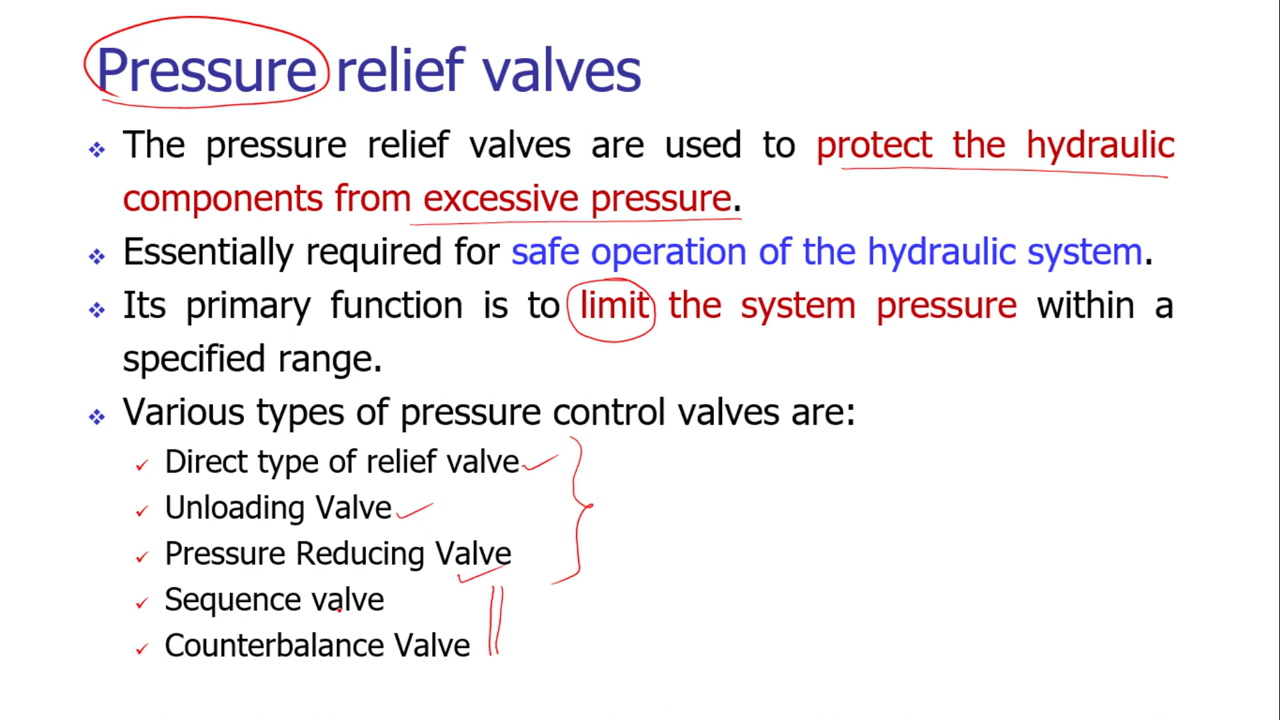 Pressure relief valves
The pressure relief valves are used to protect the hydraulic
components from excessive pressure.
Essentially required for safe operation of the hydraulic system.
Its primary function is to limit the system pressure within a
specified range.
Various types of pressure control valves are:
Direct type of relief valve
Unloading Valve
Pressure Reducing Valve
Sequence valve
Counterbalance Valve